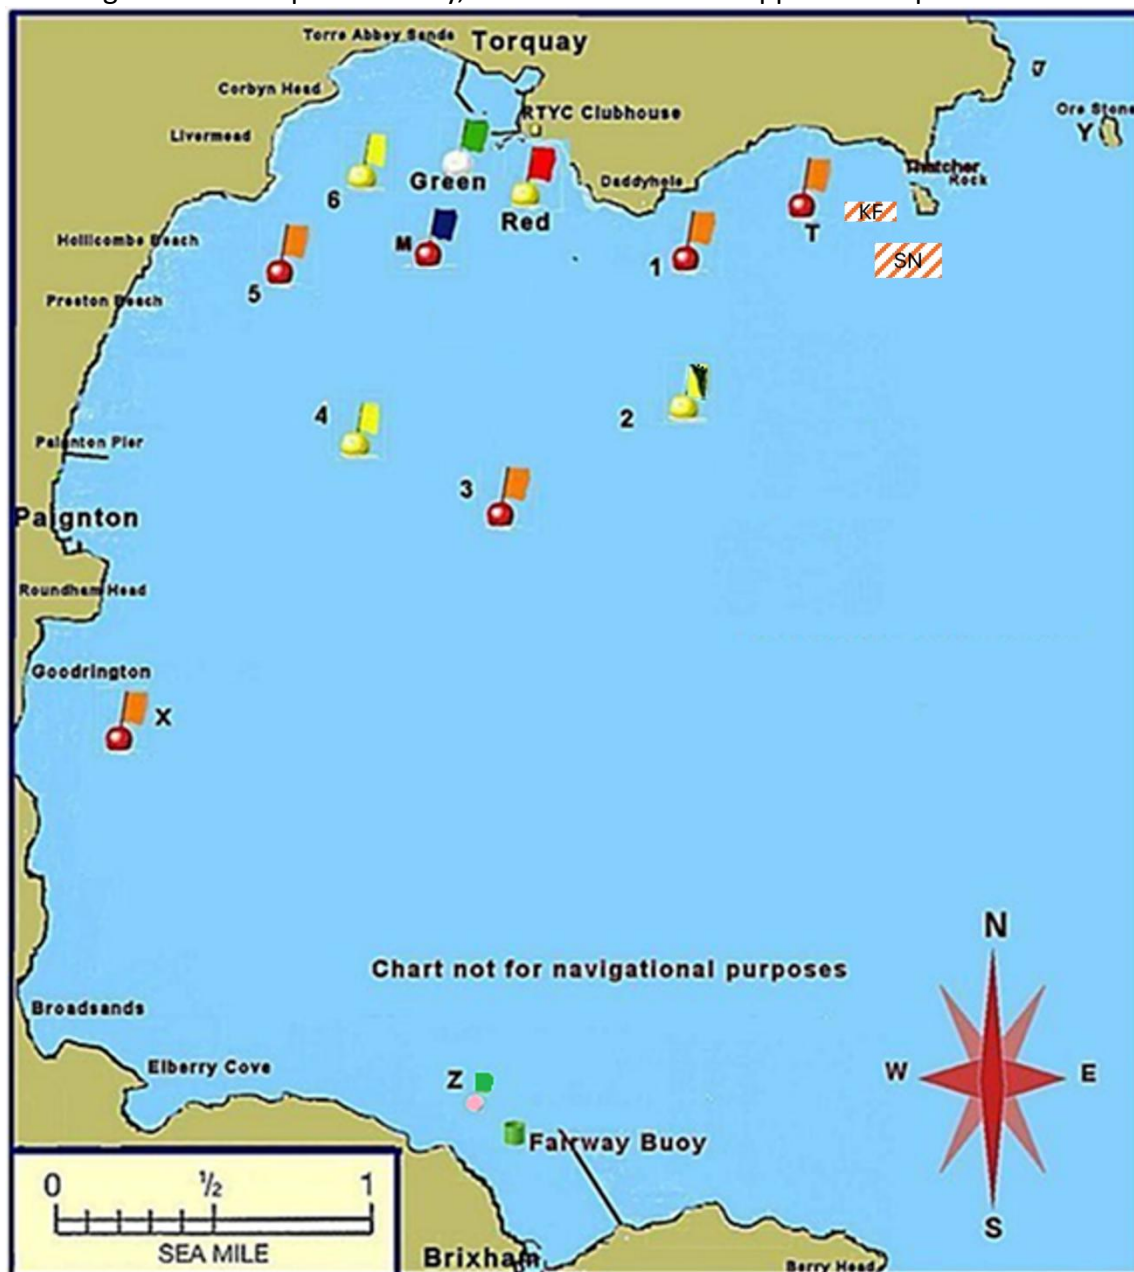 Torre Abbey Sands
Torquay
Corbyn Head
RTYC Clubhouse
Ore Stone
Y
Livermead
Green
Thatcher
Rock
Daddyhole
6
Red
KF
T
M
Hollicombe Beach
SN
1
5
Preston Beach
4
2
Paignton Pier
3
Paignton
Roundham Head
Goodrington
X
N
Chart not for navigational purposes
Broadsands
Elberry Cove
W
E
Z
Fairway Buoy
0
½
1
S
SEA MILE
Brixham
Berry Head